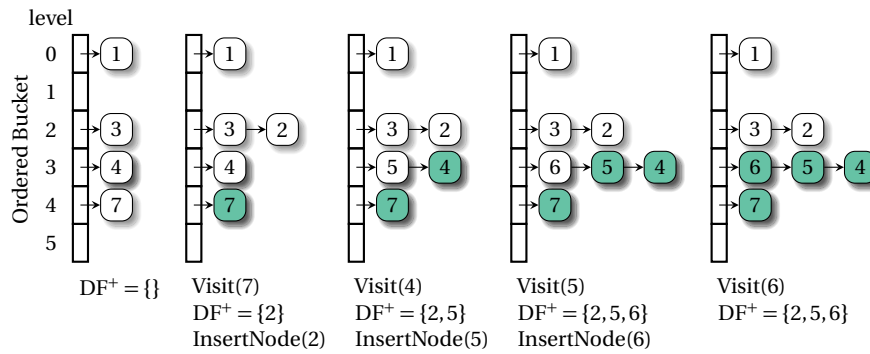 level
Ordered Bucket
0 1 1 1 1 1
1
2 3 3 2 3 2 3 2 3 2
3 4 4 5 4 6 5 4 6 5 4
4 7 7 7 7 7
5
DF+ = {} Visit(7) Visit(4) Visit(5) Visit(6)
DF+ = {2} DF+ = {2,5} DF+ = {2,5,6} DF+ = {2,5,6}
InsertNode(2) InsertNode(5) InsertNode(6)